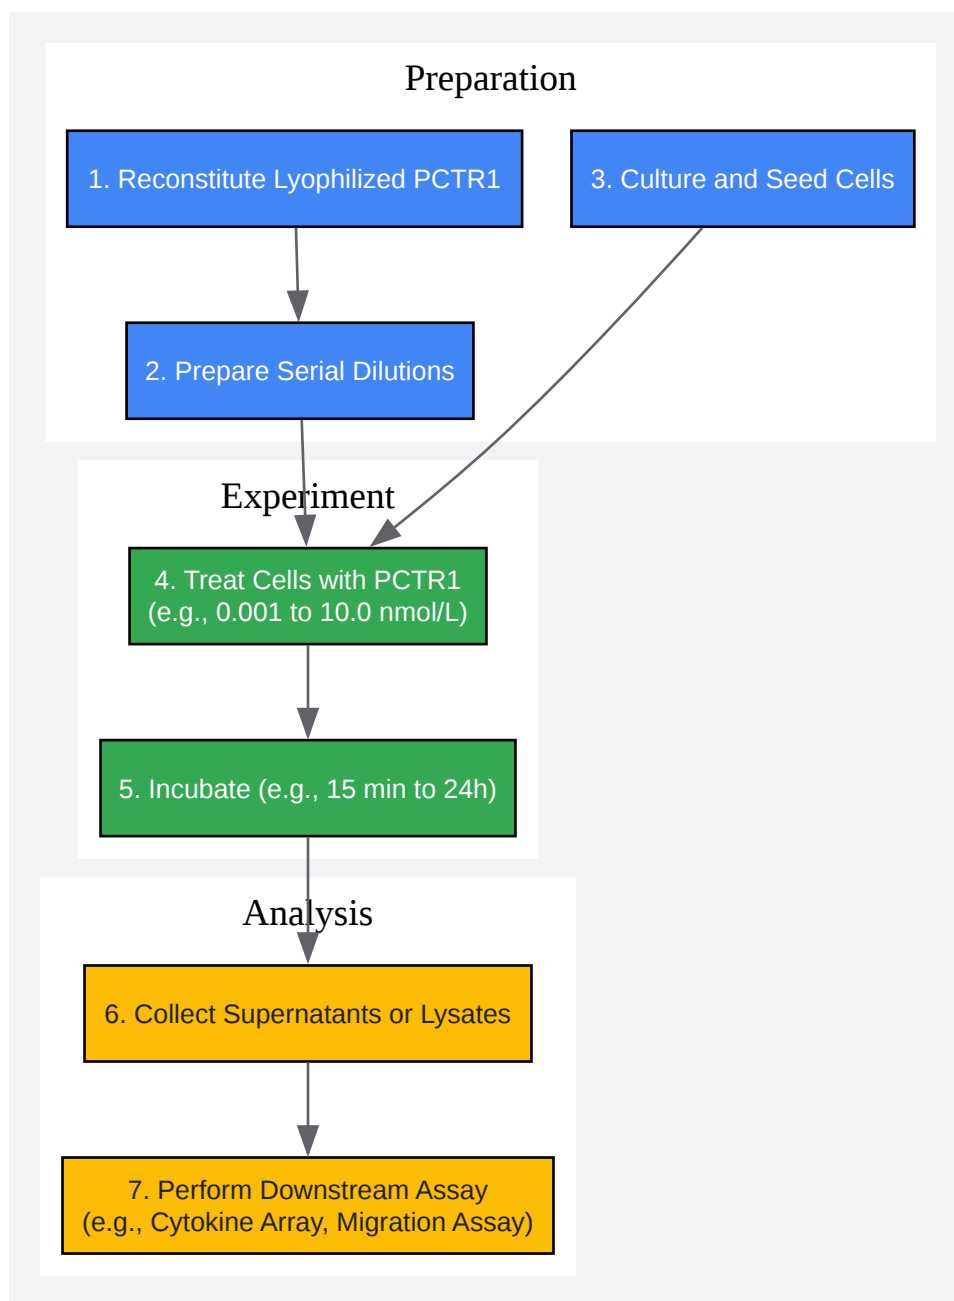 Preparation
1. Reconstitute Lyophilized PCTR1
3. Culture and Seed Cells
2. Prepare Serial Dilutions
Experiment
4. Treat Cells with PCTR1
(e.g., 0.001 to 10.0 nmol/L)
5. Incubate (e.g., 15 min to 24h)
Analysis
6. Collect Supernatants or Lysates
7. Perform Downstream Assay
(e.g., Cytokine Array, Migration Assay)